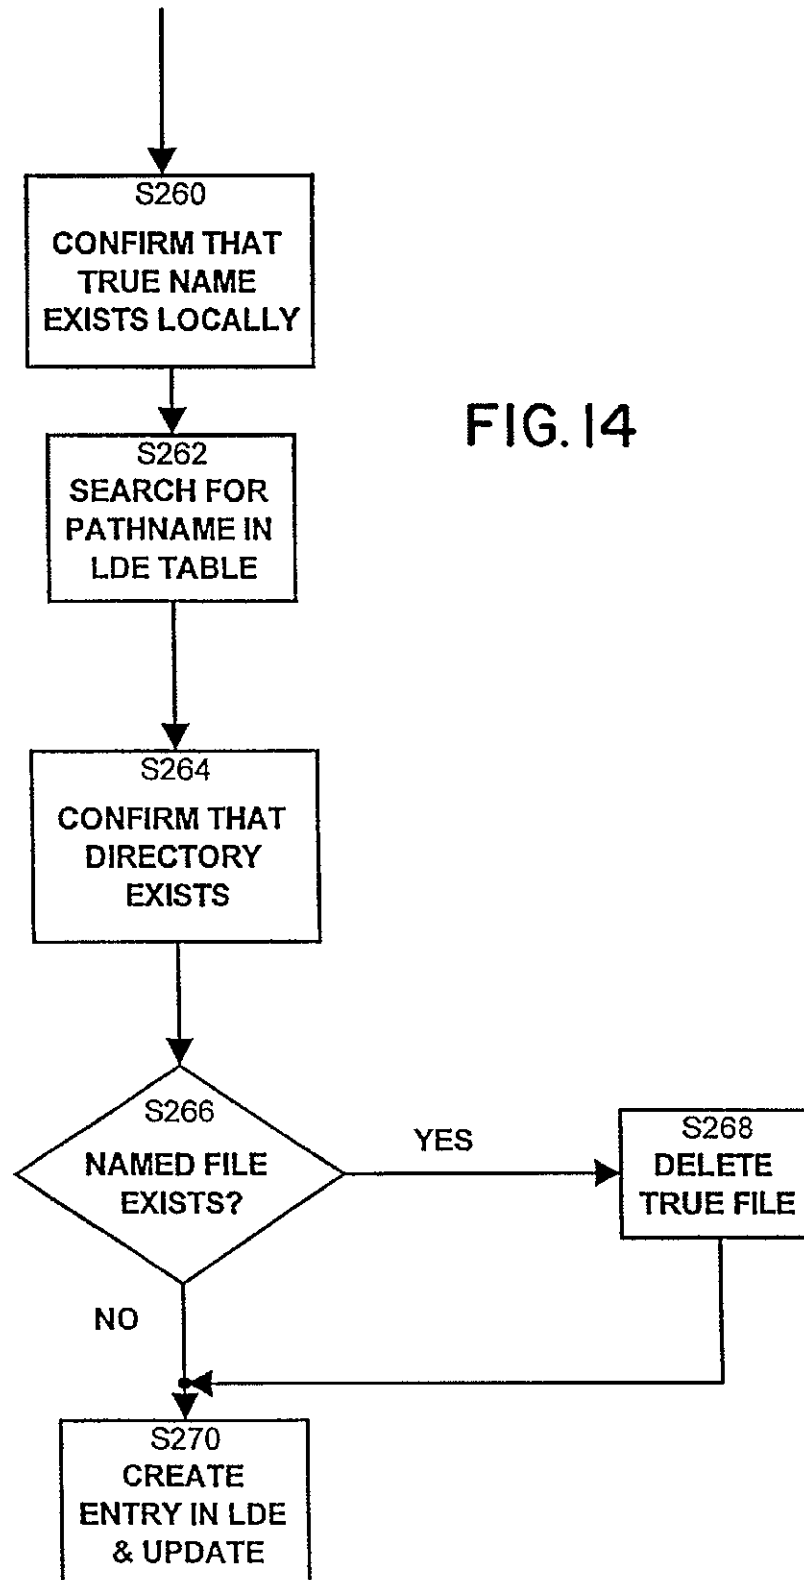 S260
CONFIRM THAT
TRUE NAME
EXISTS LOCALLY
FIG. 14
S262
SEARCH FOR
PATHNAME IN
LDE TABLE
S264
CONFIRM THAT
DIRECTORY
EXISTS
S266
NAMED FILE
EXISTS?
YES
S268
DELETE
TRUE FILE
NO
S270
CREATE
ENTRY IN LDE
& UPDATE